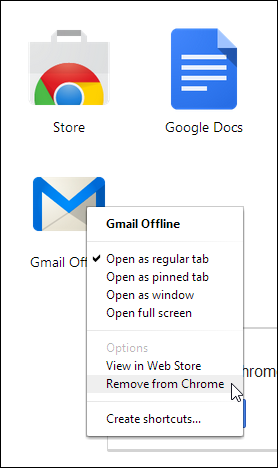 Store
Google Docs
Gmail Off
Gmail Offline
Open as regular tab
Open as pinned tab
Open as window
Open full screen
Options
View in Web Store
Remove from Chrome
hrome
Create shortcuts...